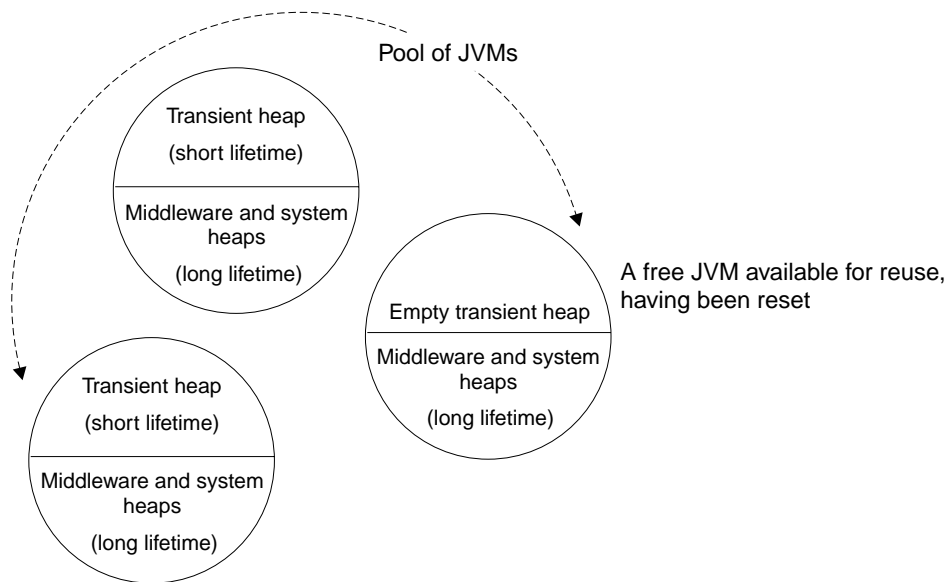 Pool of JVMs
Transient heap
(short lifetime)
Middleware and system
heaps
(long lifetime)
Empty transient heap
Middleware and system
heaps
(long lifetime)
A free JVM available for reuse,
having been reset
Transient heap
(short lifetime)
Middleware and system
heaps
(long lifetime)